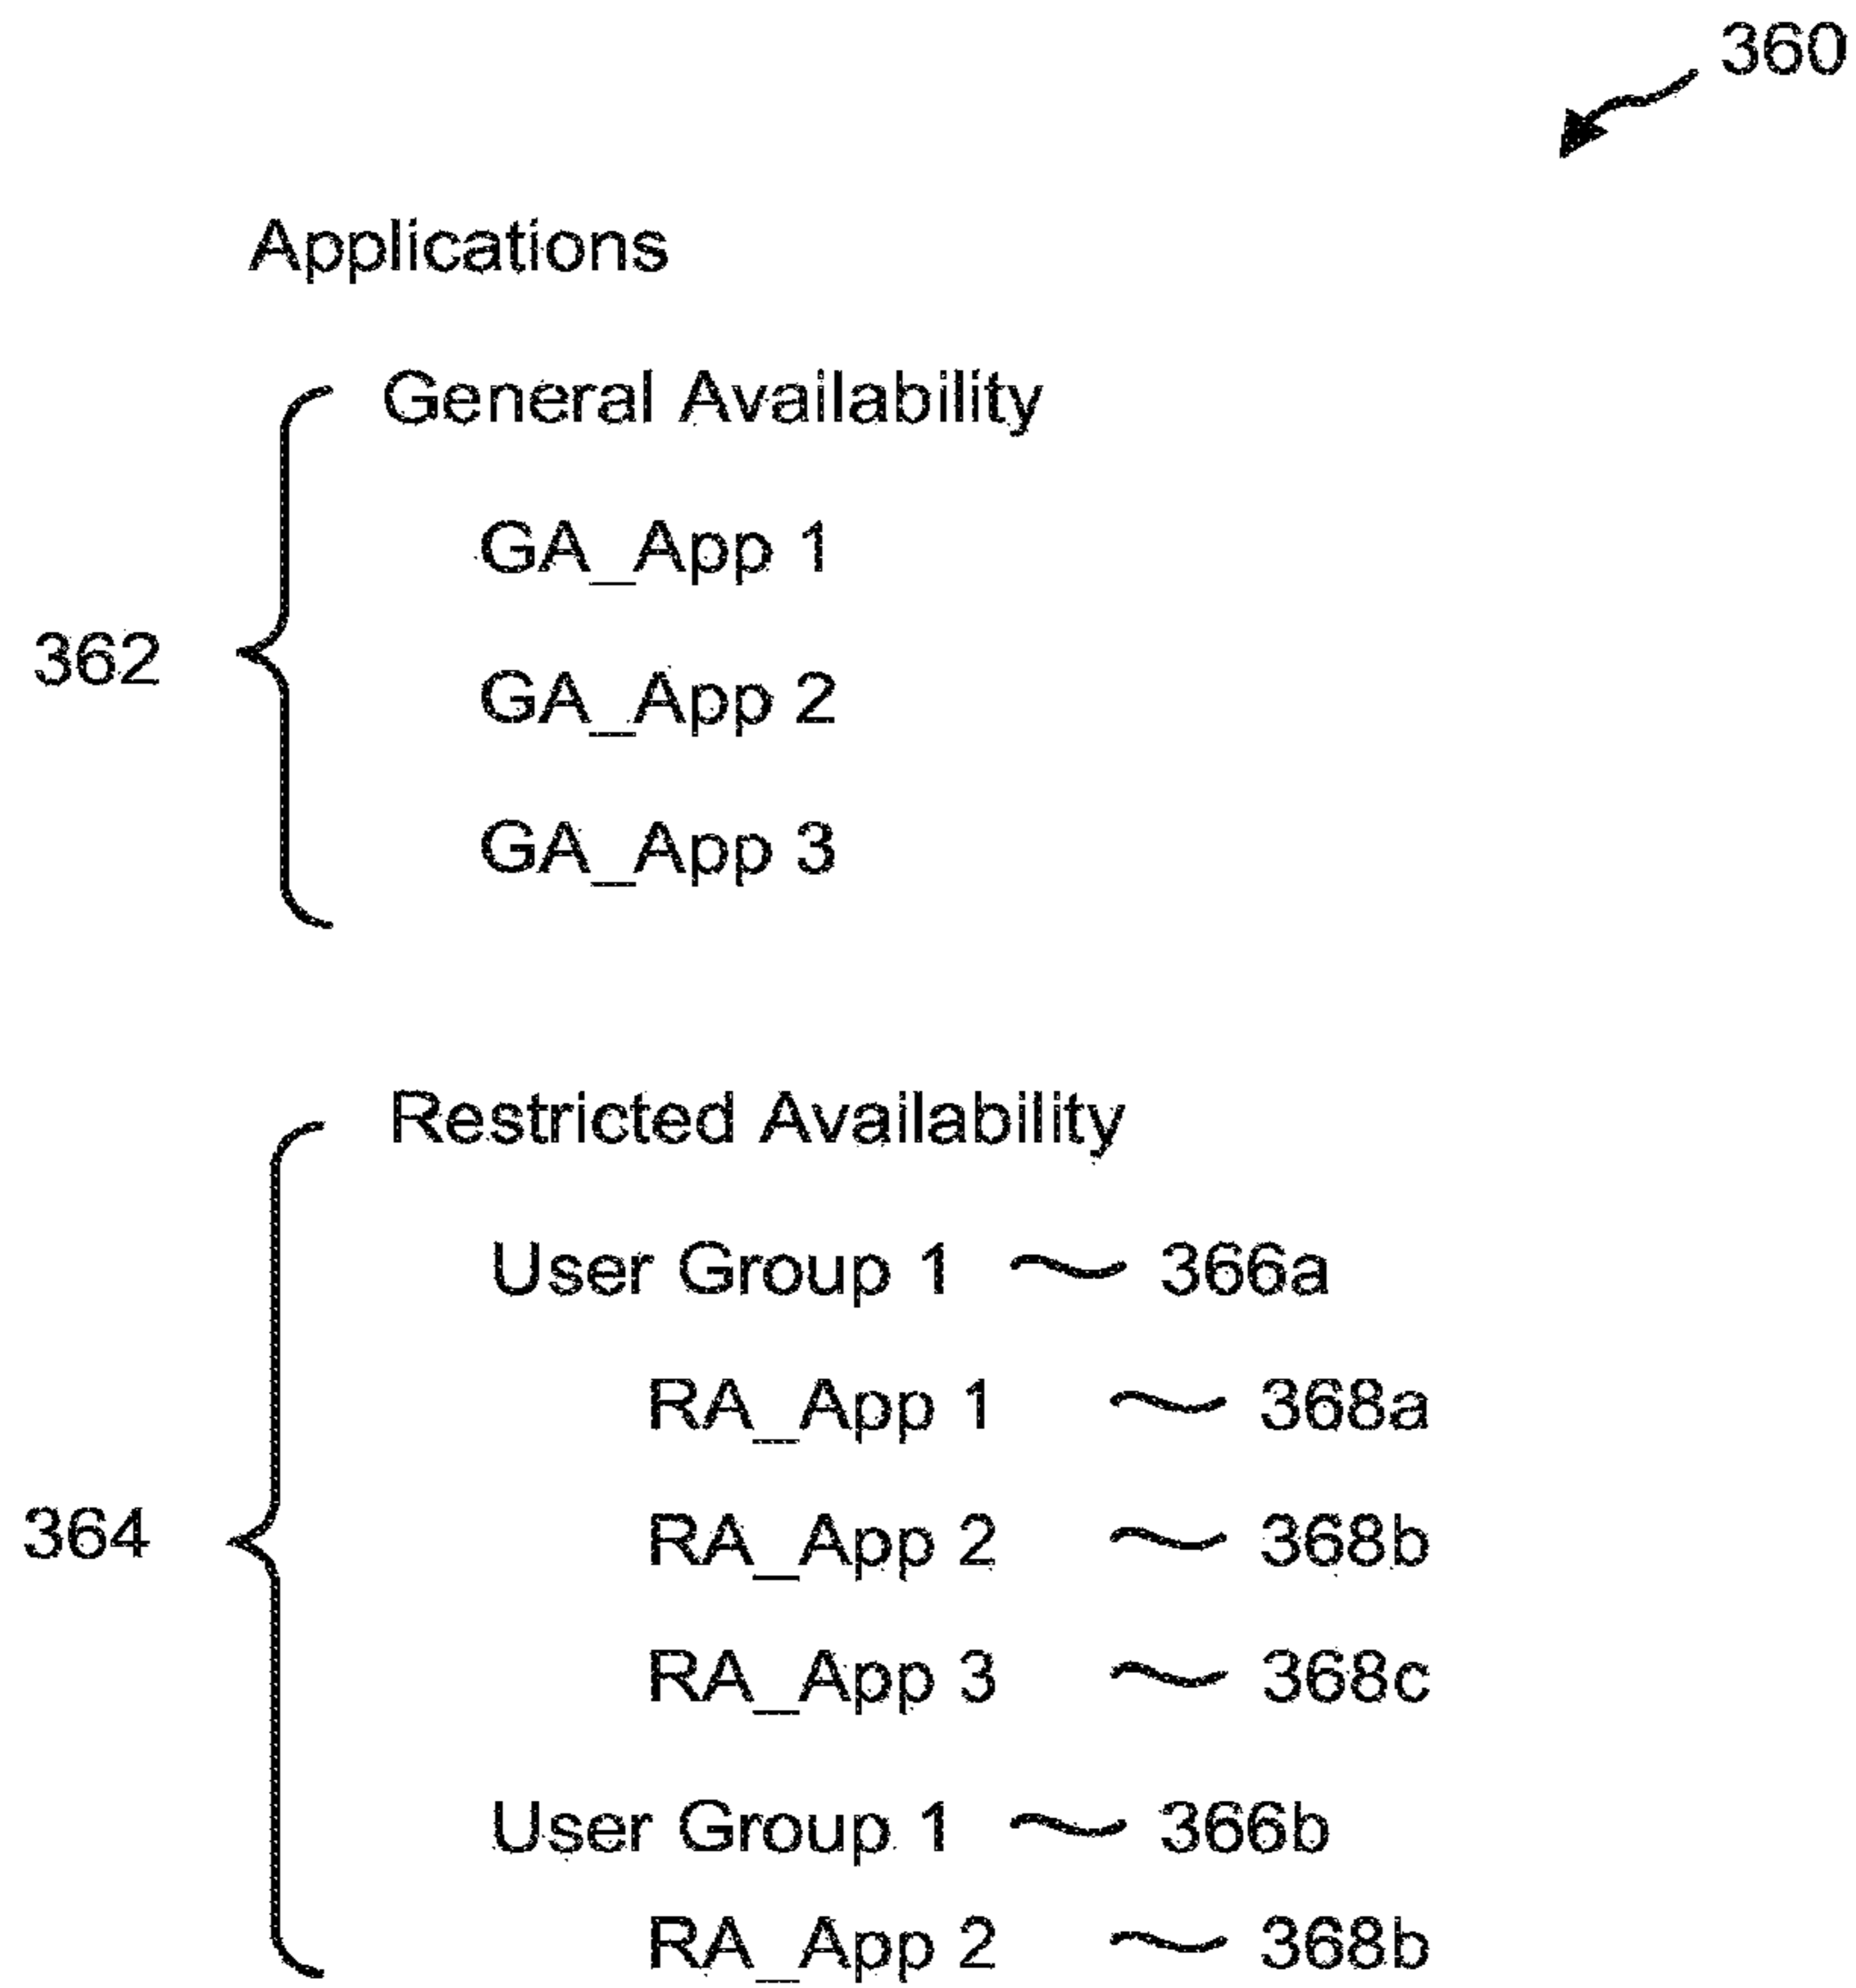 360
Applications
General Availability
GA_App 1
362
GA_App 2
GA_App 3
Restricted Availability
User Group 1 366a
RA_App 1 368a
364
RA_App 2 368b
RA_App 3 368c
User Group 1 366b
RA_App 2 368b